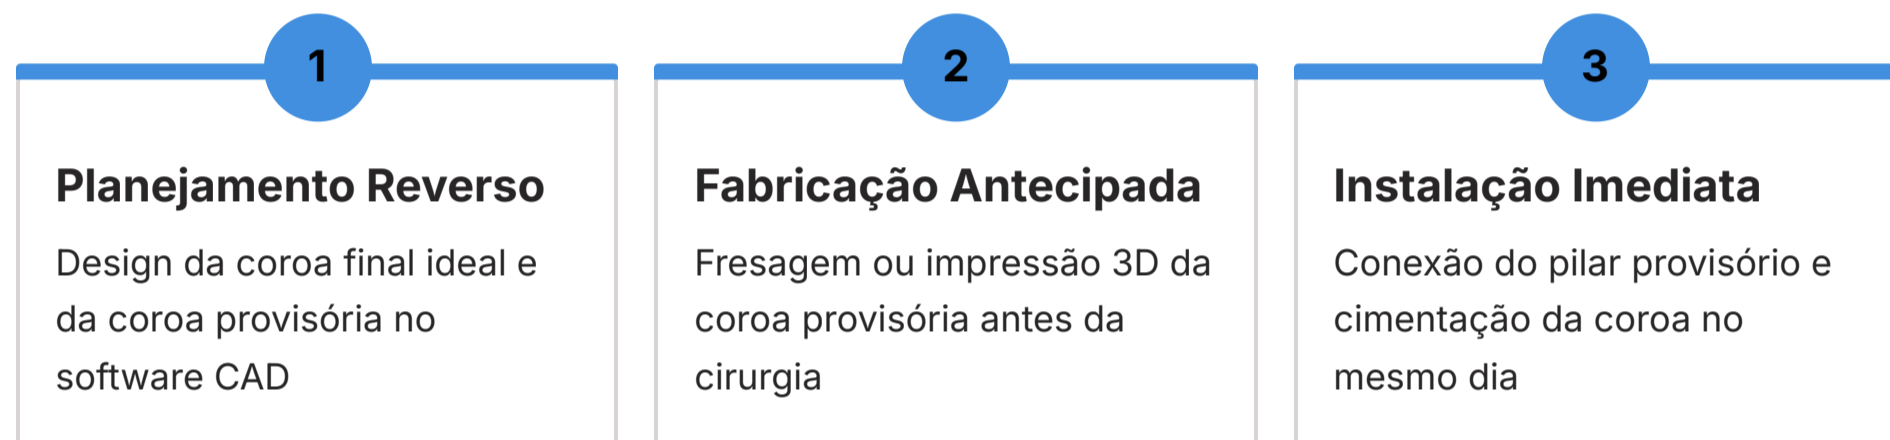 1
Planejamento Reverso
Design da coroa final ideal e
da coroa provisória no
software CAD
2
Fabricação Antecipada
Fresagem ou impressão 3D da
coroa provisória antes da
cirurgia
3
Instalação Imediata
Conexão do pilar provisório e
cimentação da coroa no
mesmo dia